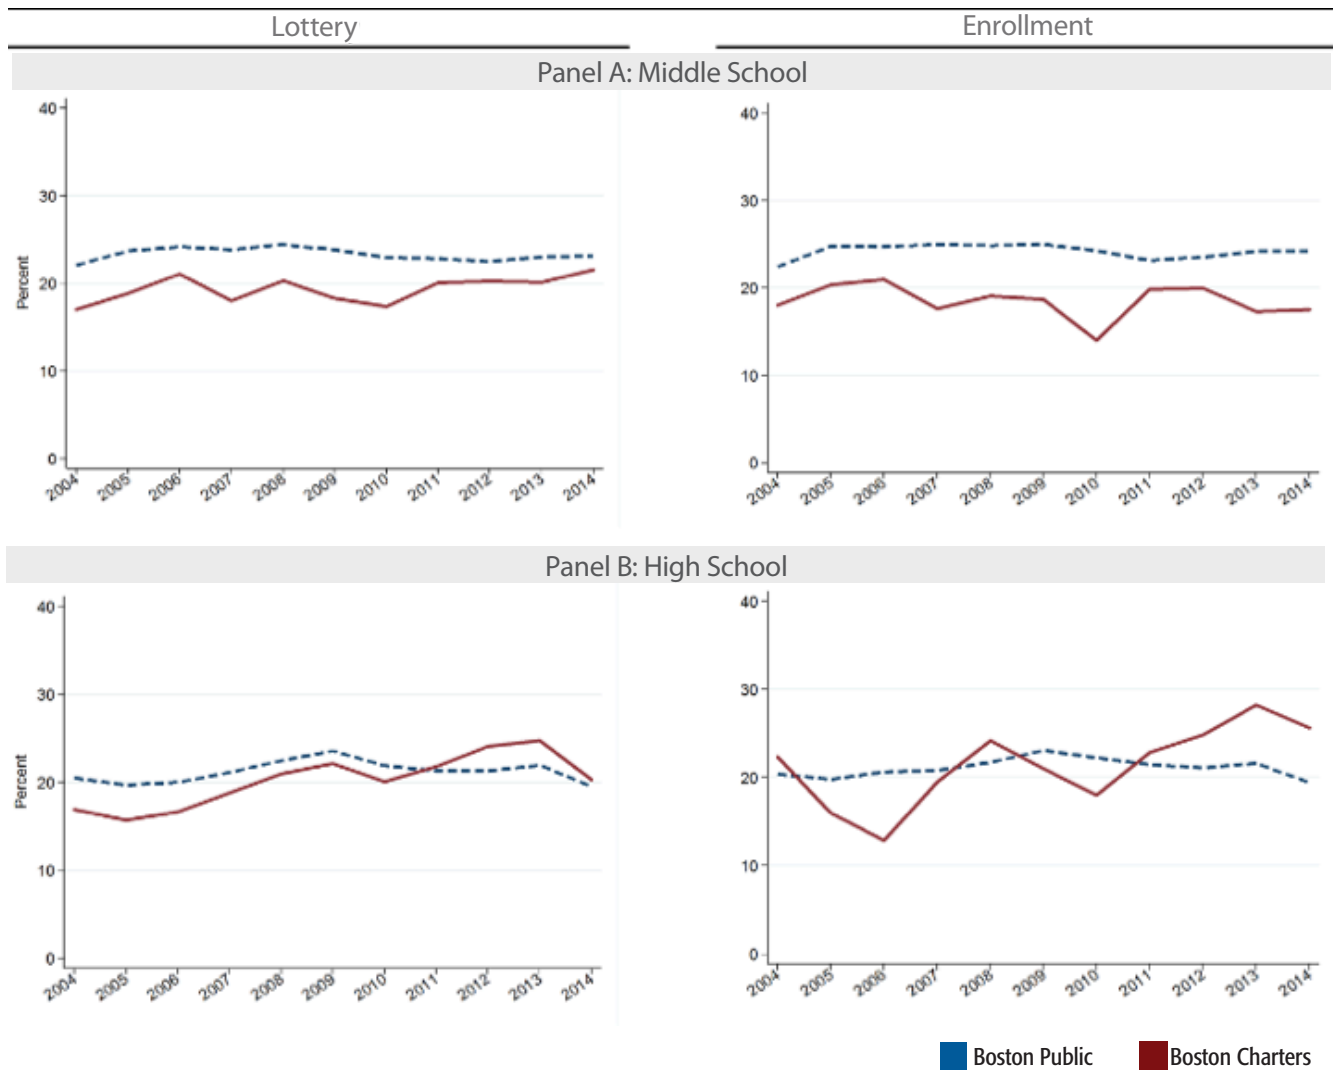 Lottery Enrollment
Panel A: Middle School
40 40
30 30
Percent
20 20
10 10
0 0
2004 2005 2006 2007 2008 2009 2010 2011 2012 2013 2014 2004 2005 2006 2007 2008 2009 2010 2011 2012 2013 2014
Panel B: High School
40 40
30 30
Percent
20 20
10 10
0 0
2004 2005 2006 2007 2008 2009 2010 2011 2012 2013 2014 2004 2005 2006 2007 2008 2009 2010 2011 2012 2013 2014
Boston Public Boston Charters